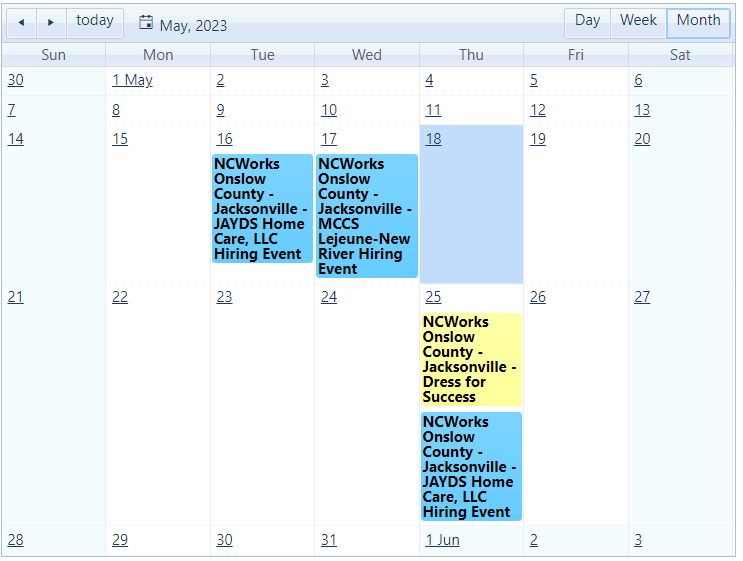 today May, 2023 Day Week Month
Sun Mon Tue Wed Thu Fri Sat
30 1 May 2 3 4 5 6
7 8 9 10 11 12 13
14 15 16 17 18 19 20
NCWorks
Onslow
County -
Jacksonville -
JAYDS Home
Care, LLC
Hiring Event
NCWorks
Onslow
County -
Jacksonville -
MCCS
Lejeune-New
River Hiring
Event
21 22 23 24 25 26 27
NCWorks
Onslow
County -
Jacksonville -
Dress for
Success
NCWorks
Onslow
County -
Jacksonville -
JAYDS Home
Care, LLC
Hiring Event
28 29 30 31 1 Jun 2 3